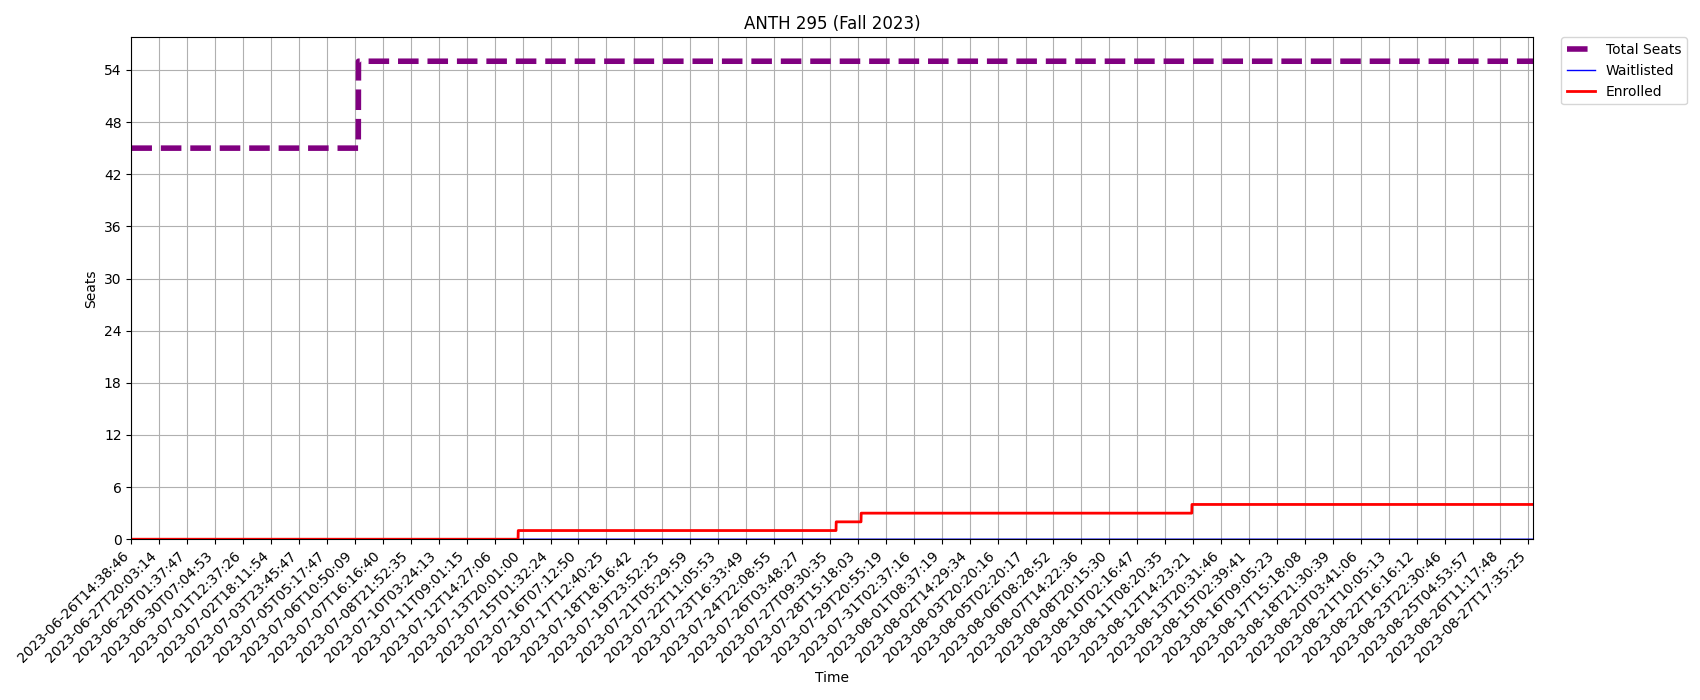 ANTH 295 (Fall 2023)
Total Seats
Waitlisted
Enrolled
54
48
42
36
30
24
18
12
6
0
Seats
2023-06-26T14:38:46
2023-06-27T20:03:14
2023-06-29T01:37:47
2023-06-30T07:04:53
2023-07-01T12:37:26
2023-07-02T18:11:54
2023-07-03T23:45:47
2023-07-05T05:17:47
2023-07-06T10:50:09
2023-07-07T16:16:40
2023-07-08T21:52:35
2023-07-10T03:24:13
2023-07-11T09:01:15
2023-07-12T14:27:06
2023-07-13T20:01:00
2023-07-15T01:32:24
2023-07-16T07:12:50
2023-07-17T12:40:25
2023-07-18T18:16:42
2023-07-19T23:52:25
2023-07-21T05:29:59
2023-07-22T11:05:53
2023-07-23T16:33:49
2023-07-24T22:08:55
2023-07-26T03:48:27
2023-07-27T09:30:35
2023-07-28T15:18:03
2023-07-29T20:55:19
2023-07-31T02:37:16
2023-08-01T08:37:19
2023-08-02T14:29:34
2023-08-03T20:20:16
2023-08-05T02:20:17
2023-08-06T08:28:52
2023-08-07T14:22:36
2023-08-08T20:15:30
2023-08-10T02:16:47
2023-08-11T08:20:35
2023-08-12T14:23:21
2023-08-13T20:31:46
2023-08-15T02:39:41
2023-08-16T09:05:23
2023-08-17T15:18:08
2023-08-18T21:30:39
2023-08-20T03:41:06
2023-08-21T10:05:13
2023-08-22T16:16:12
2023-08-23T22:30:46
2023-08-25T04:53:57
2023-08-26T11:17:48
2023-08-27T17:35:25
Time